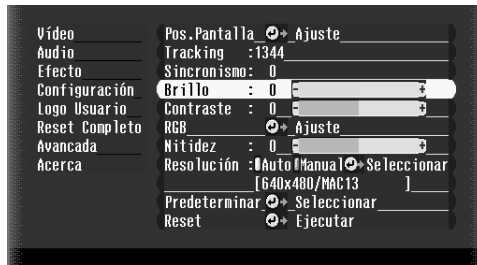 Vídeo
Audio
Efecto
Configuración
Logo Usuario
Reset Completo
Avancada
Acerca
Pos.Pantalla Ajuste
Tracking :1344
Sincronismo: 0
Brillo : 0 - +
Contraste : 0 - +
RGB Ajuste
Nitidez : 0 - +
Resolución : Auto Manual Seleccionar
[640x480/MAC13 ]
Predeterminar Seleccionar
Reset Ejecutar